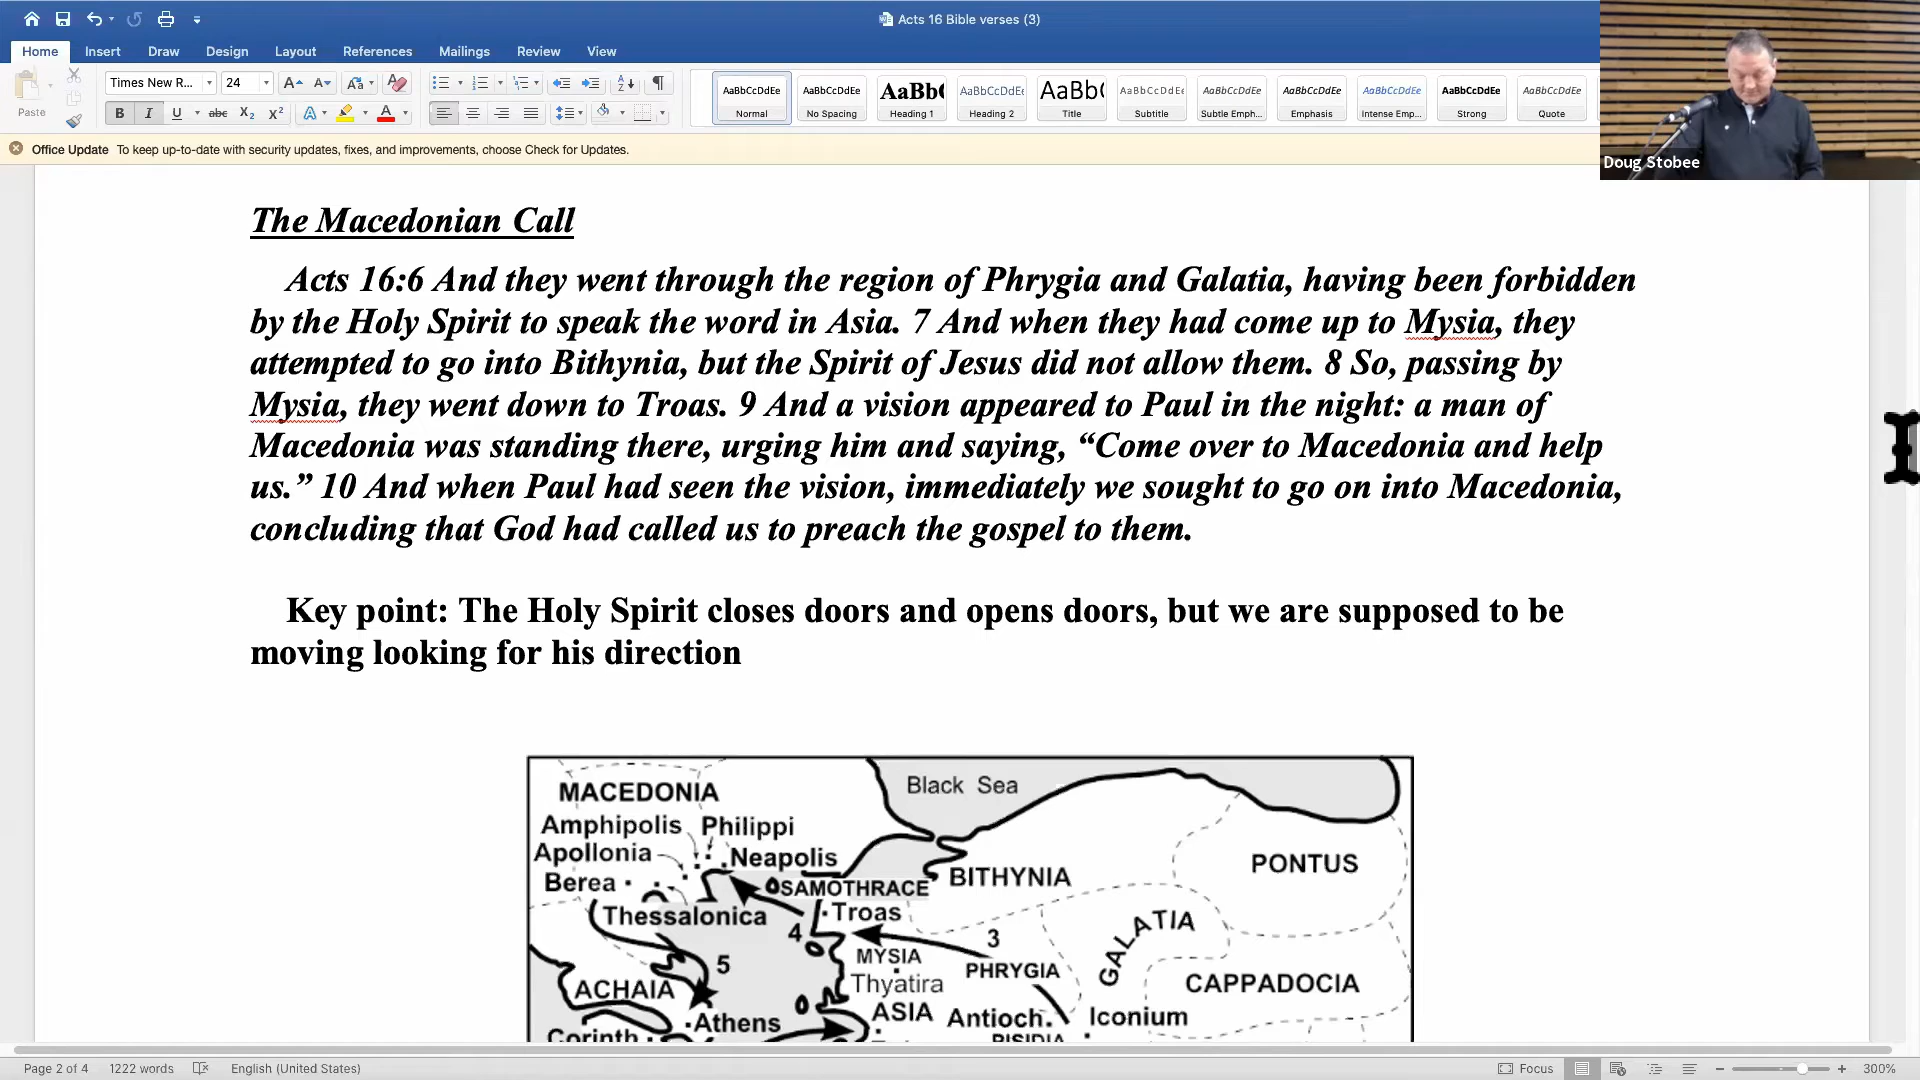 Acts 16 Bible verses (3)
Home Insert Draw Design Layout References Mailings Review View
Paste
Times New R... 24
AaBbCcDdEe AaBbCcDdEe AaBbC AaBbCcDdE AaBb( AaBbCcDdE AaBbCcDdEe AaBbCcDdEe AaBbCcDdEe AaBbCcDdEe AaBbCcDdEe
Normal No Spacing Heading 1 Heading 2 Title Subtitle Subtle Emph... Emphasis Intense Emp... Strong Quote
Office Update To keep up-to-date with security updates, fixes, and improvements, choose Check for Updates.
Doug Stobee
The Macedonian Call
Acts 16:6 And they went through the region of Phrygia and Galatia, having been forbidden
by the Holy Spirit to speak the word in Asia. 7 And when they had come up to Mysia, they
attempted to go into Bithynia, but the Spirit of Jesus did not allow them. 8 So, passing by
Mysia, they went down to Troas. 9 And a vision appeared to Paul in the night: a man of
Macedonia was standing there, urging him and saying, “Come over to Macedonia and help
us.” 10 And when Paul had seen the vision, immediately we sought to go on into Macedonia,
concluding that God had called us to preach the gospel to them.
Key point: The Holy Spirit closes doors and opens doors, but we are supposed to be
moving looking for his direction
Black Sea
MACEDONIA
Amphipolis Philippi
Apollonia Neapolis
Berea SAMOTHRACE BITHYNIA PONTUS
Thessalonica Troas GALATIA
4 3
5 MYSIA PHRYGIA
ACHAIA Thyatira CAPPADOCIA
ASIA Antioch. Iconium
Athens
Corinth PISIDIA
Page 2 of 4 1222 words English (United States) Focus 300%